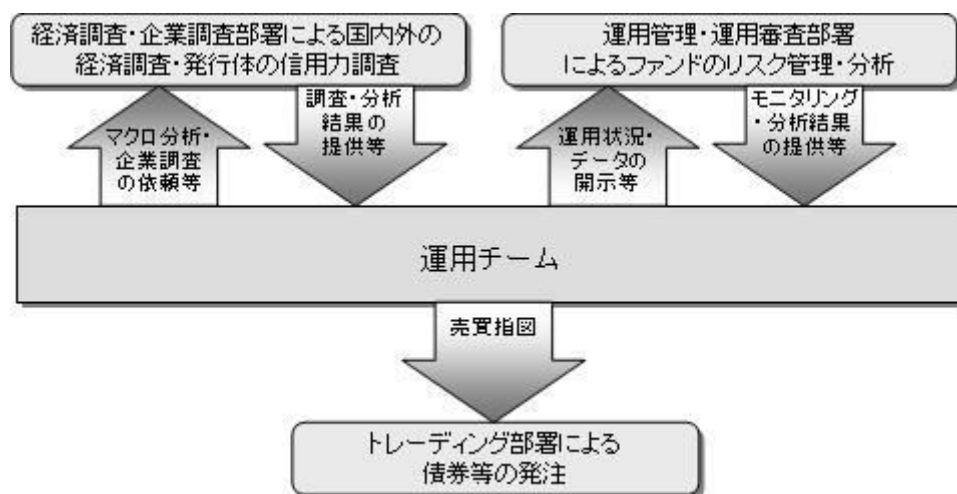 経済調査・企業調査部署による国内外の
経済調査・発行体の信用力調査
運用管理・運用審査部署
によるファンドのリスク管理・分析
マクロ分析・
企業調査
の依頼等
調査・分析
結果の
提供等
運用状況・
データの
開示等
モニタリング
・分析結果
の提供等
運用チーム
売買指図
トレーディング部署による
債券等の発注